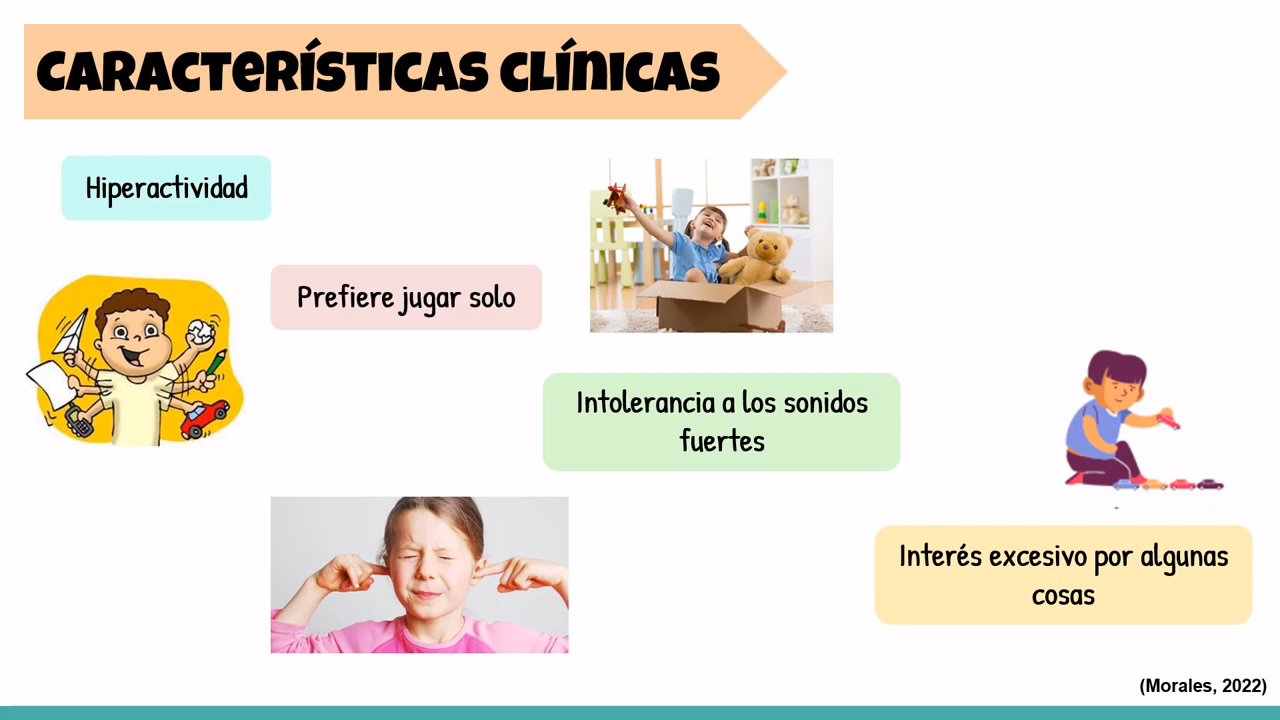 Características clínicas
Hiperactividad
Prefiere jugar solo
Intolerancia a los sonidos
fuertes
Interés excesivo por algunas
cosas
(Morales, 2022)